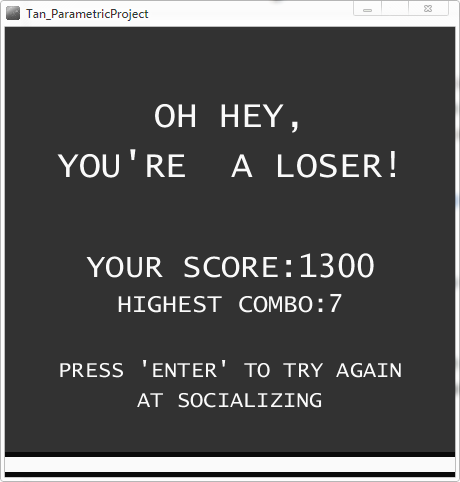 Tan_ParametricProject
OH HEY,
YOU'RE  A LOSER!
YOUR SCORE:1300
HIGHEST COMBO:7
PRESS 'ENTER' TO TRY AGAIN
AT SOCIALIZING